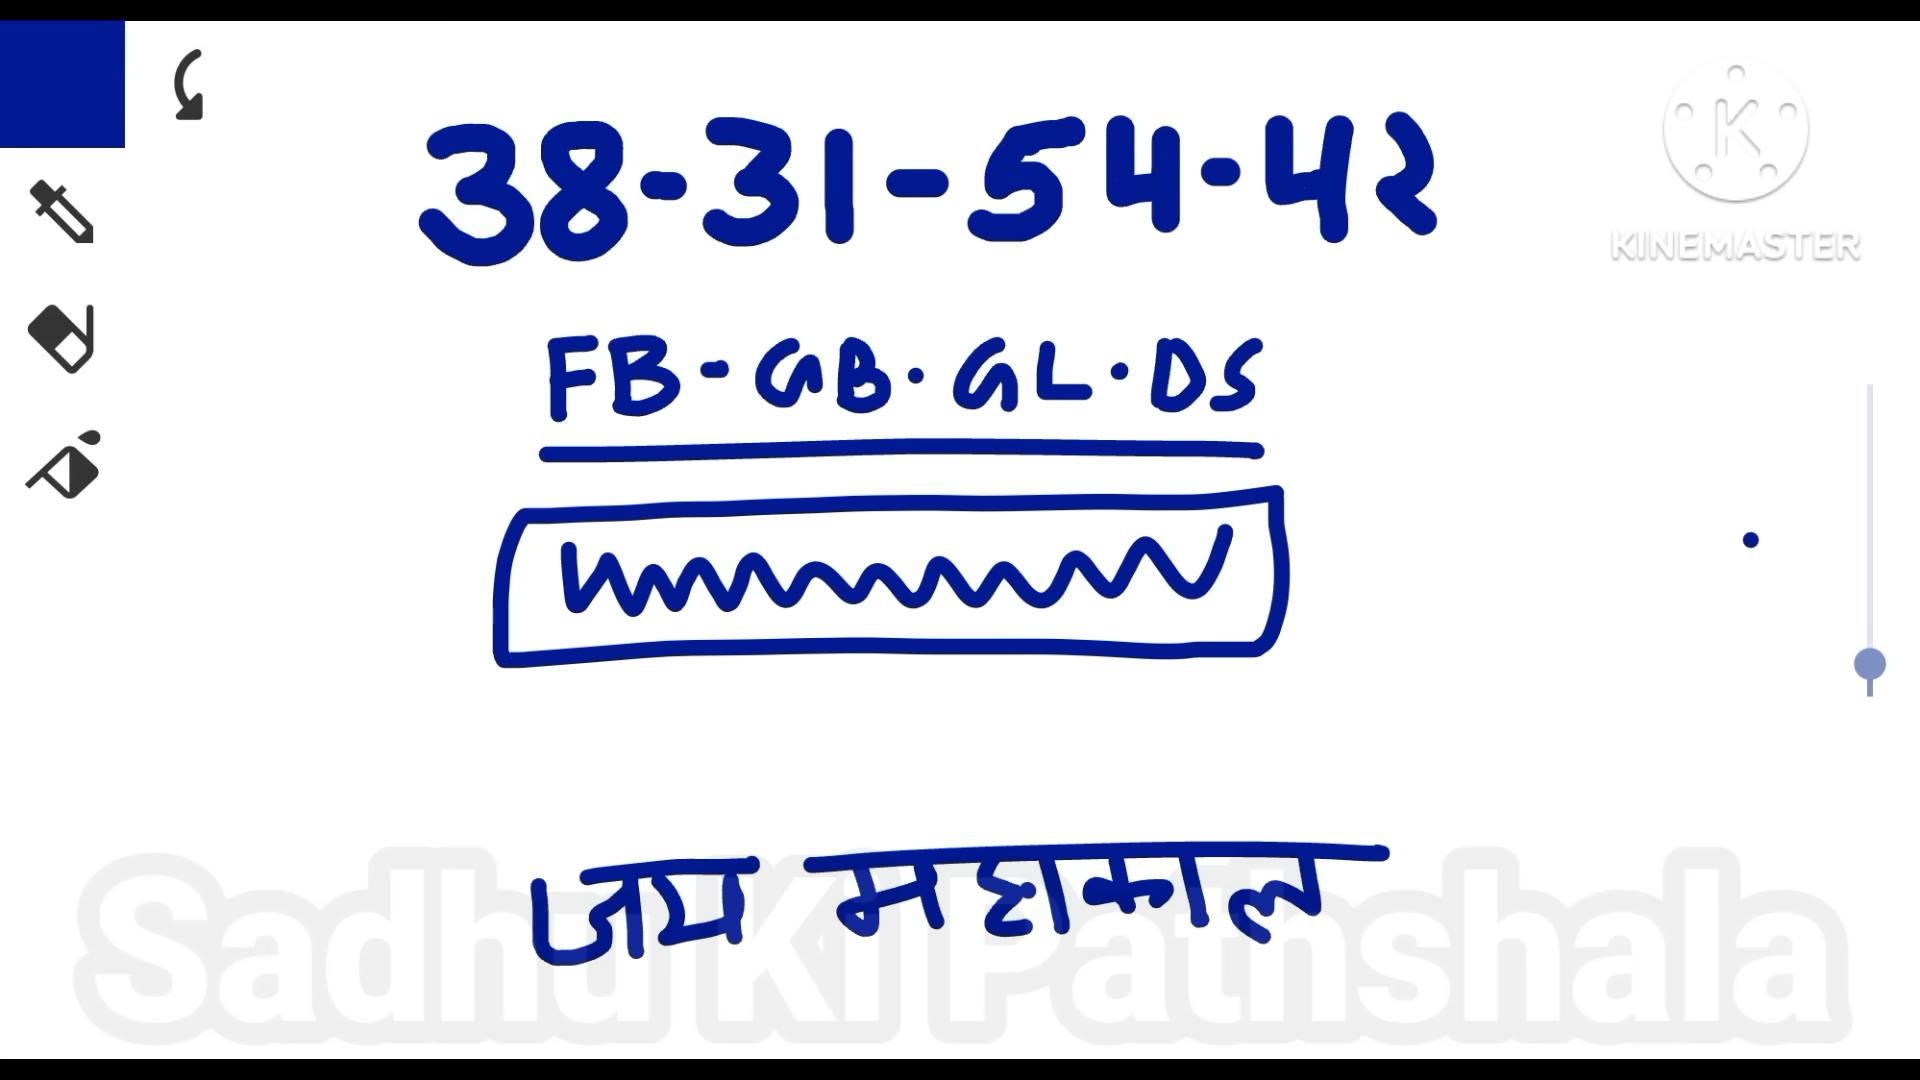 38-31-54-42
KINEMASTER
FB-GB.GL.DS
जय महाकाल
Sadhu Ki Pathshala